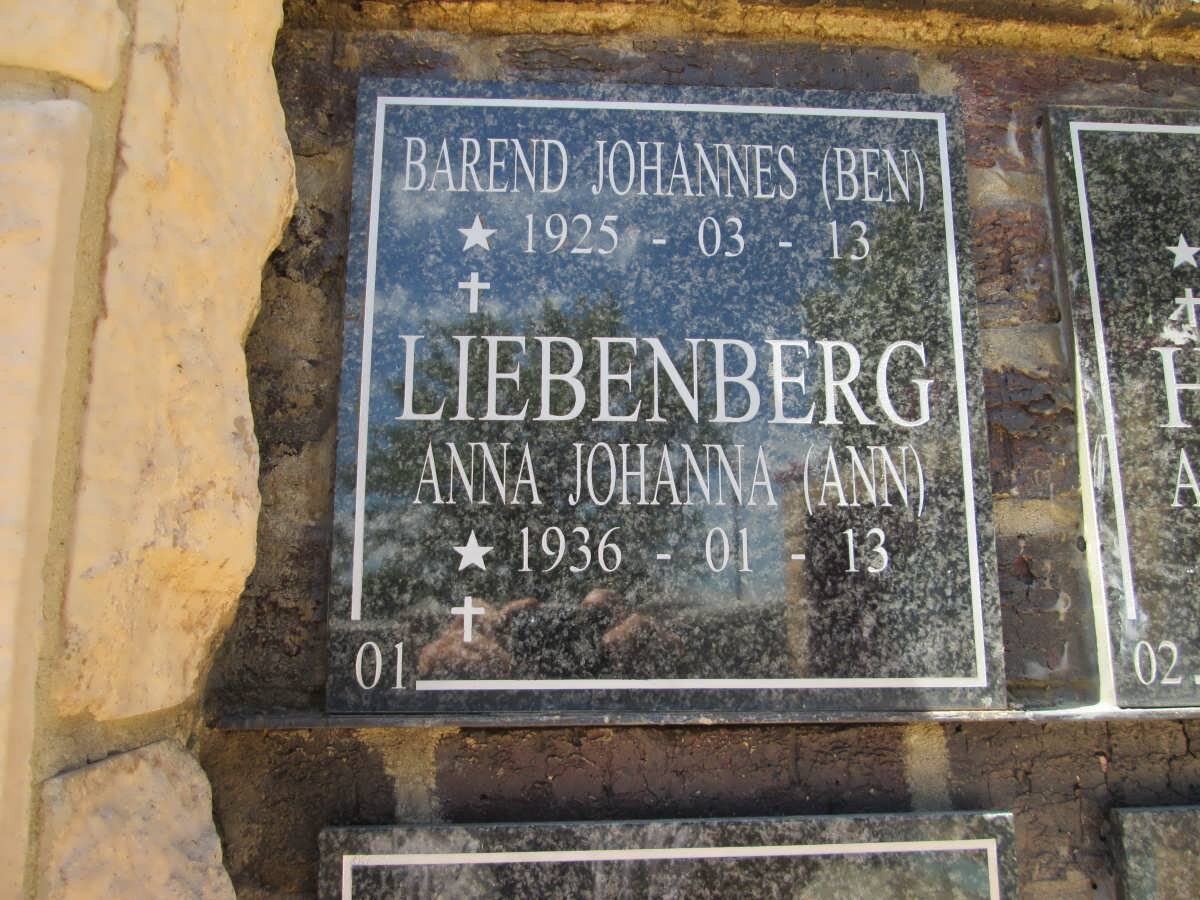 BAREND JOHANNES (BEN)
★ 1925 - 03 - 13
✝
LIEBENBERG
ANNA JOHANNA (ANN)
★ 1936 - 01 - 13
✝
01
★
✝
H
A
02